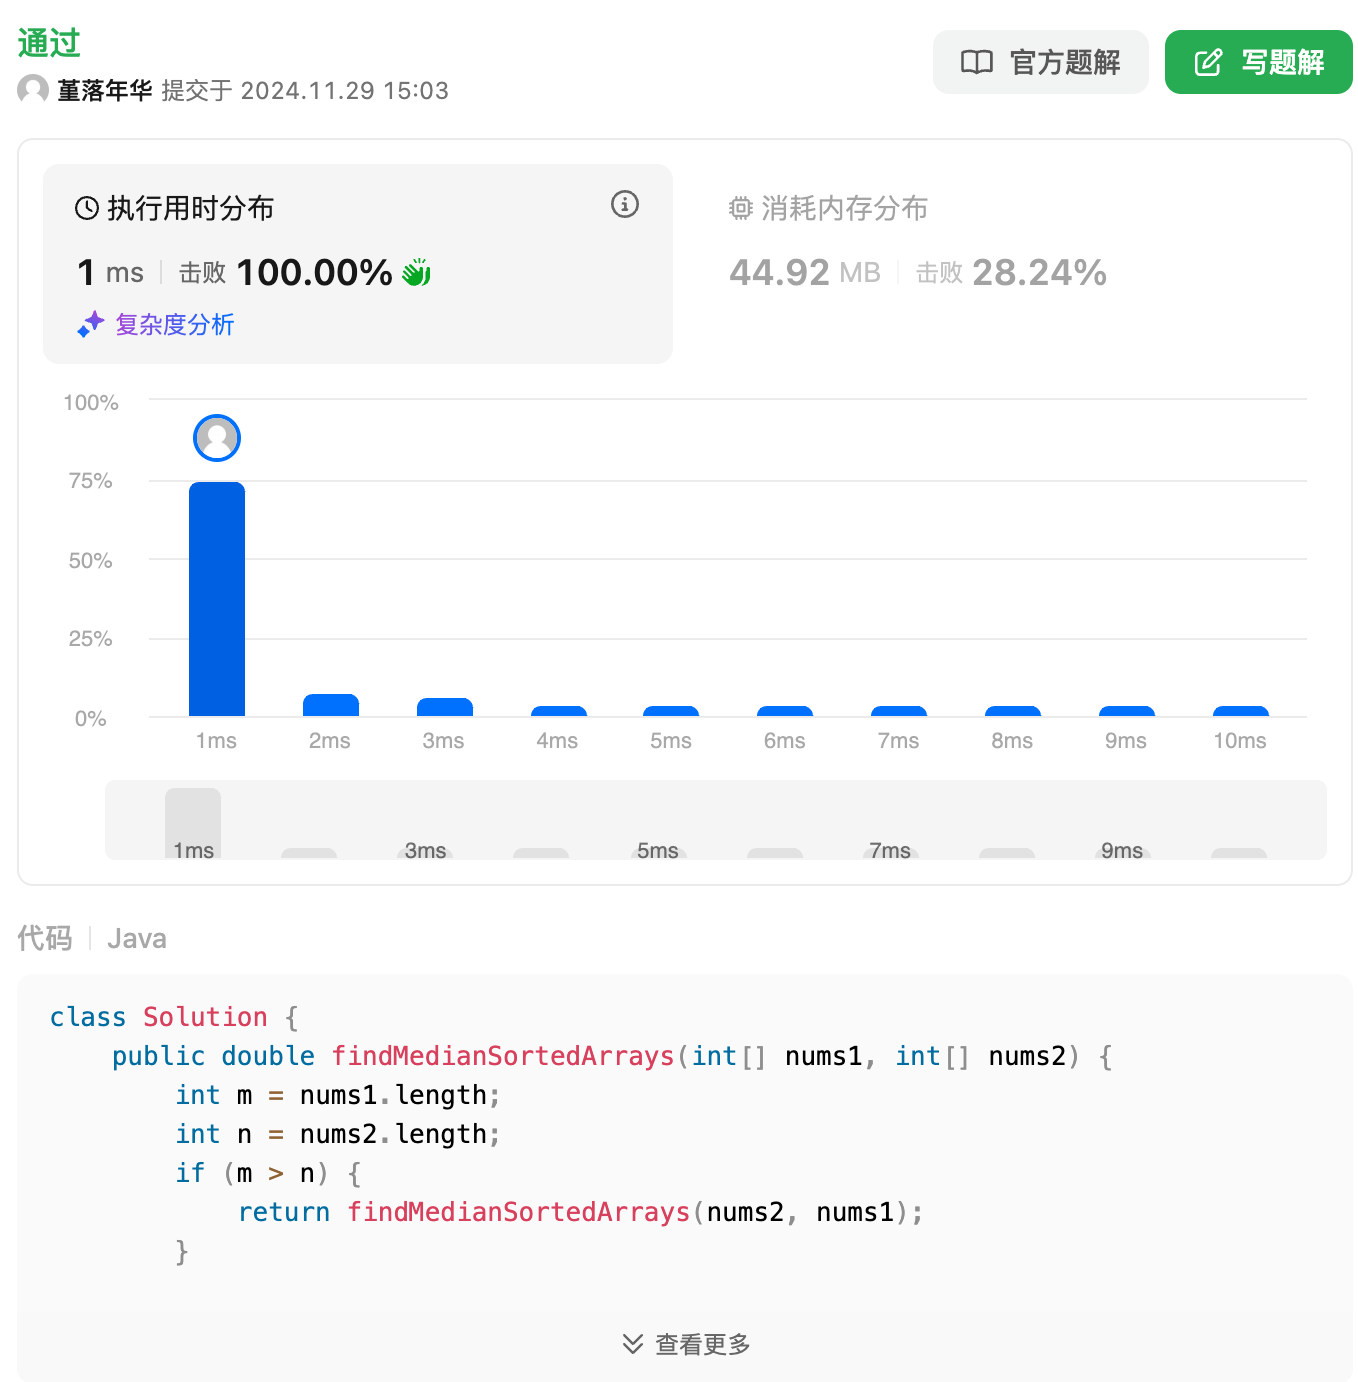 通过
官方题解
写题解
堇落年华 提交于 2024.11.29 15:03
执行用时分布
1 ms 击败 100.00%
复杂度分析
消耗内存分布
44.92 MB 击败 28.24%
100%
75%
50%
25%
0%
1ms 2ms 3ms 4ms 5ms 6ms 7ms 8ms 9ms 10ms
1ms 3ms 5ms 7ms 9ms
代码 Java
class Solution {
    public double findMedianSortedArrays(int[] nums1, int[] nums2) {
        int m = nums1.length;
        int n = nums2.length;
        if (m > n) {
            return findMedianSortedArrays(nums2, nums1);
        }
查看更多